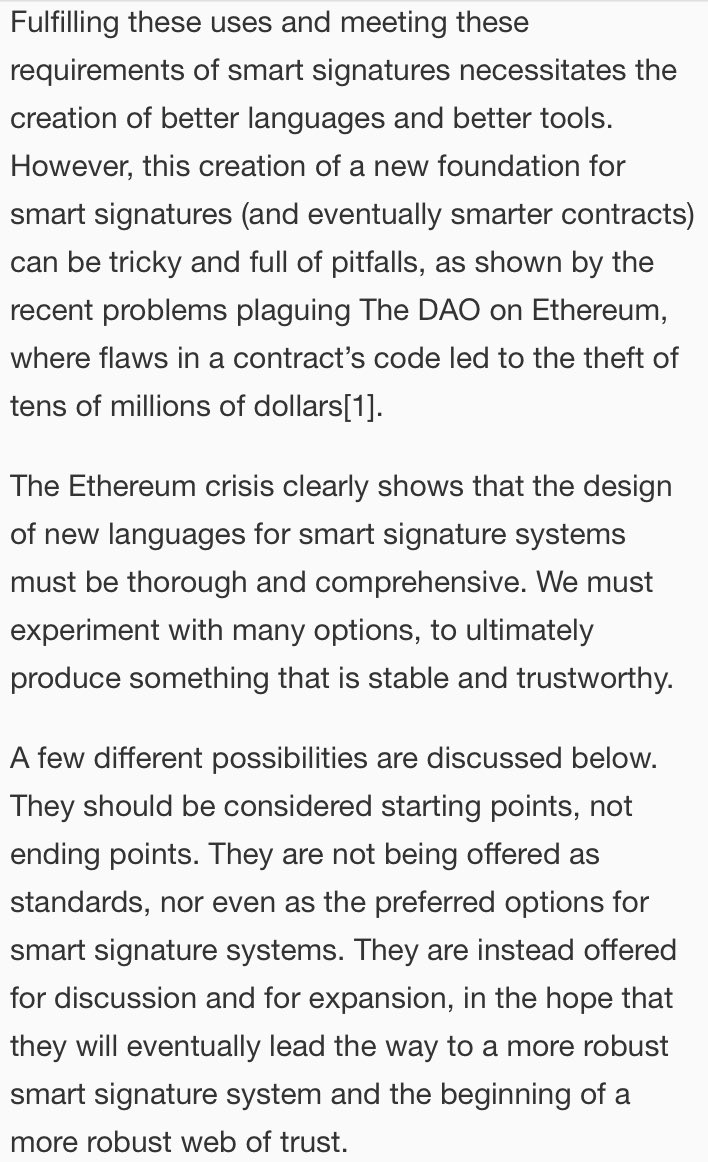 Fulfilling these uses and meeting these
requirements of smart signatures necessitates the
creation of better languages and better tools.
However, this creation of a new foundation for
smart signatures (and eventually smarter contracts)
can be tricky and full of pitfalls, as shown by the
recent problems plaguing The DAO on Ethereum,
where flaws in a contract’s code led to the theft of
tens of millions of dollars[1].
The Ethereum crisis clearly shows that the design
of new languages for smart signature systems
must be thorough and comprehensive. We must
experiment with many options, to ultimately
produce something that is stable and trustworthy.
A few different possibilities are discussed below.
They should be considered starting points, not
ending points. They are not being offered as
standards, nor even as the preferred options for
smart signature systems. They are instead offered
for discussion and for expansion, in the hope that
they will eventually lead the way to a more robust
smart signature system and the beginning of a
more robust web of trust.